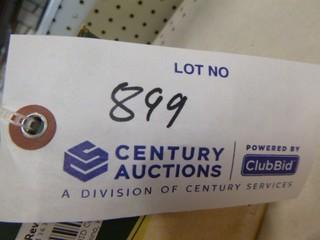 LOT NO
899
CENTURY
AUCTIONS
POWERED BY
ClubBid
A DIVISION OF CENTURY SERVICES